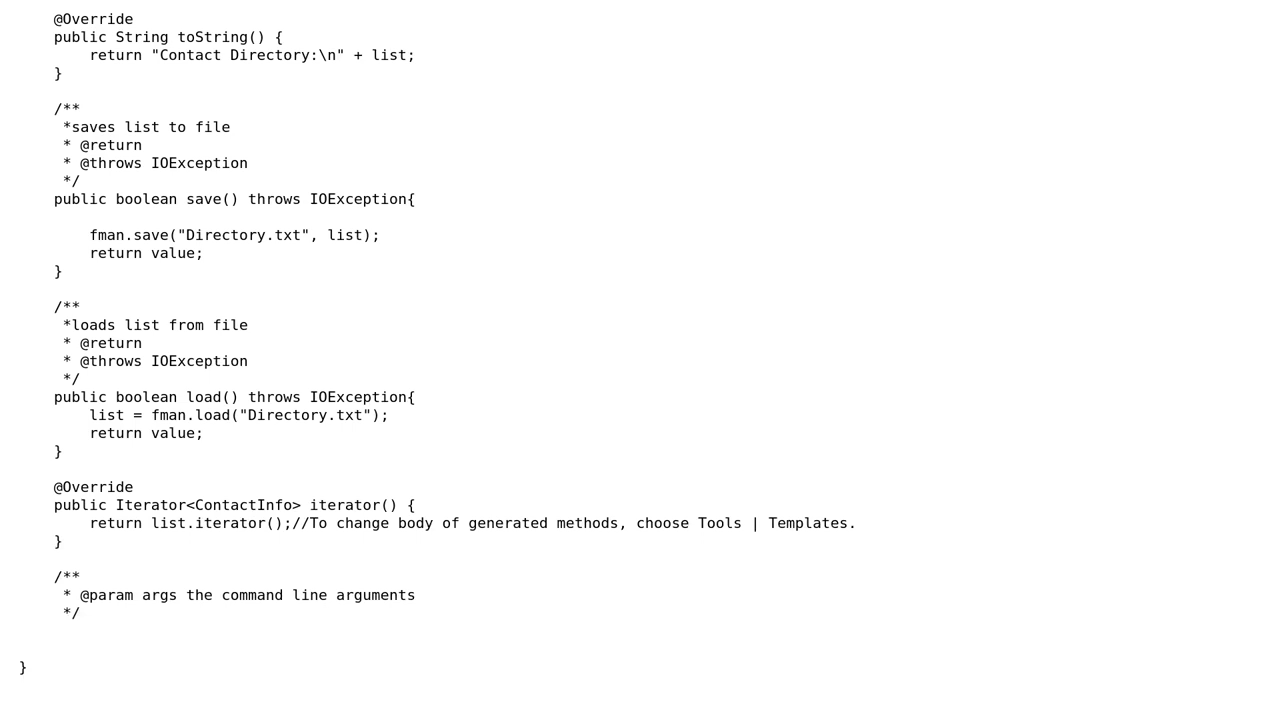 @Override
public String toString() {
return "Contact Directory:\n" + list;
}
/**
*saves list to file
* @return
* @throws IOException
*/
public boolean save() throws IOException{
fman.save("Directory.txt", list);
return value;
}
/**
*loads list from file
* @return
* @throws IOException
*/
public boolean load() throws IOException{
list = fman.load("Directory.txt");
return value;
}
@Override
public Iterator<ContactInfo> iterator() {
return list.iterator();//To change body of generated methods, choose Tools | Templates.
}
/**
* @param args the command line arguments
*/
}